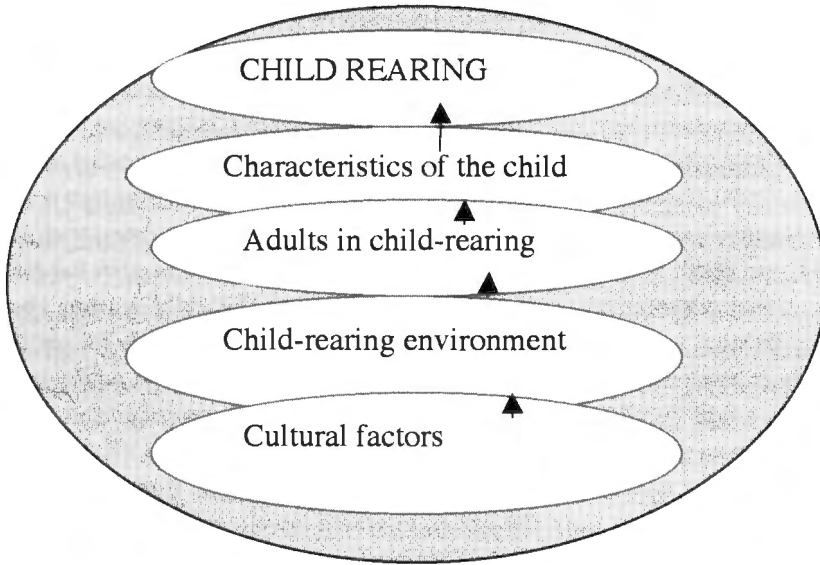 CHILD REARING
Characteristics of the child
Adults in child-rearing
Child-rearing environment
Cultural factors